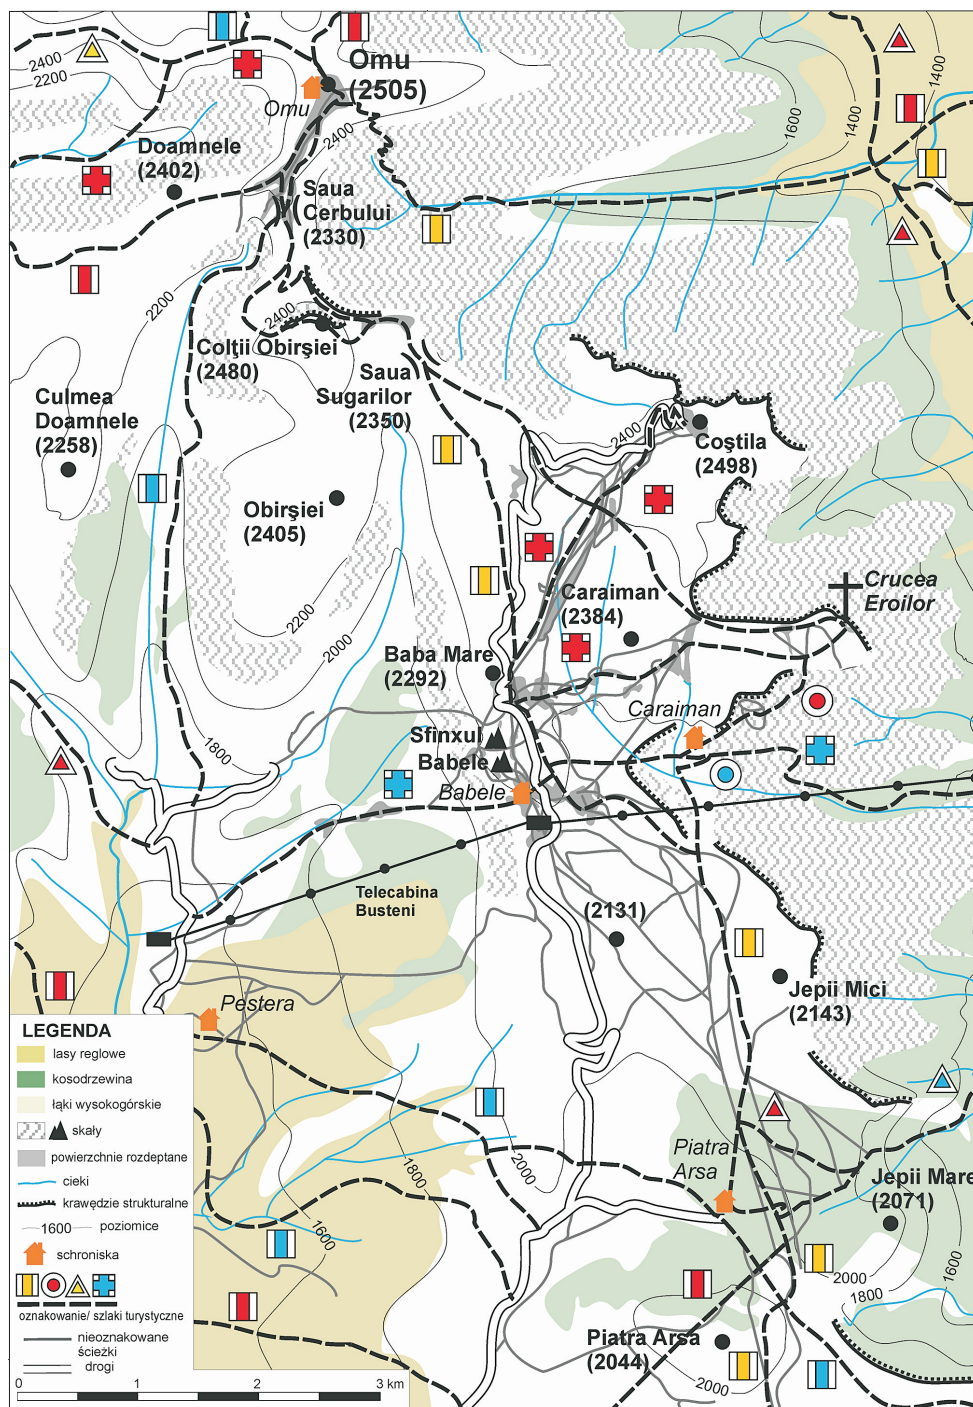 2400
2200
Omu
(2505)
Omu
2400
1600
1400
1400
Doamnele
(2402)
Saua
Cerbului
(2330)
2200
2400
Colţii Obirşiei
(2480)
Saua
Sugarilor
(2350)
Culmea
Doamnele
(2258)
2400
Coştila
(2498)
Obirşiei
(2405)
Crucea
Eroilor
Caraiman
(2384)
2200
2000
Baba Mare
(2292)
Caraiman
Sfinxul
Babele
Babele
1800
Telecabina
Busteni
(2131)
Jepii Mici
(2143)
Pestera
Piatra
Arsa
Jepii Mare
(2071)
2000
1800
1600
2000
1800
1600
Piatra Arsa
(2044)
2000
LEGENDA
lasy reglowe
kosodrzewina
łąki wysokogórskie
skały
powierzchnie rozdeptane
cieki
krawędzie strukturalne
1600 poziomice
schroniska
oznakowanie/ szlaki turystyczne
nieoznakowane
ścieżki
drogi
0 1 2 3 km